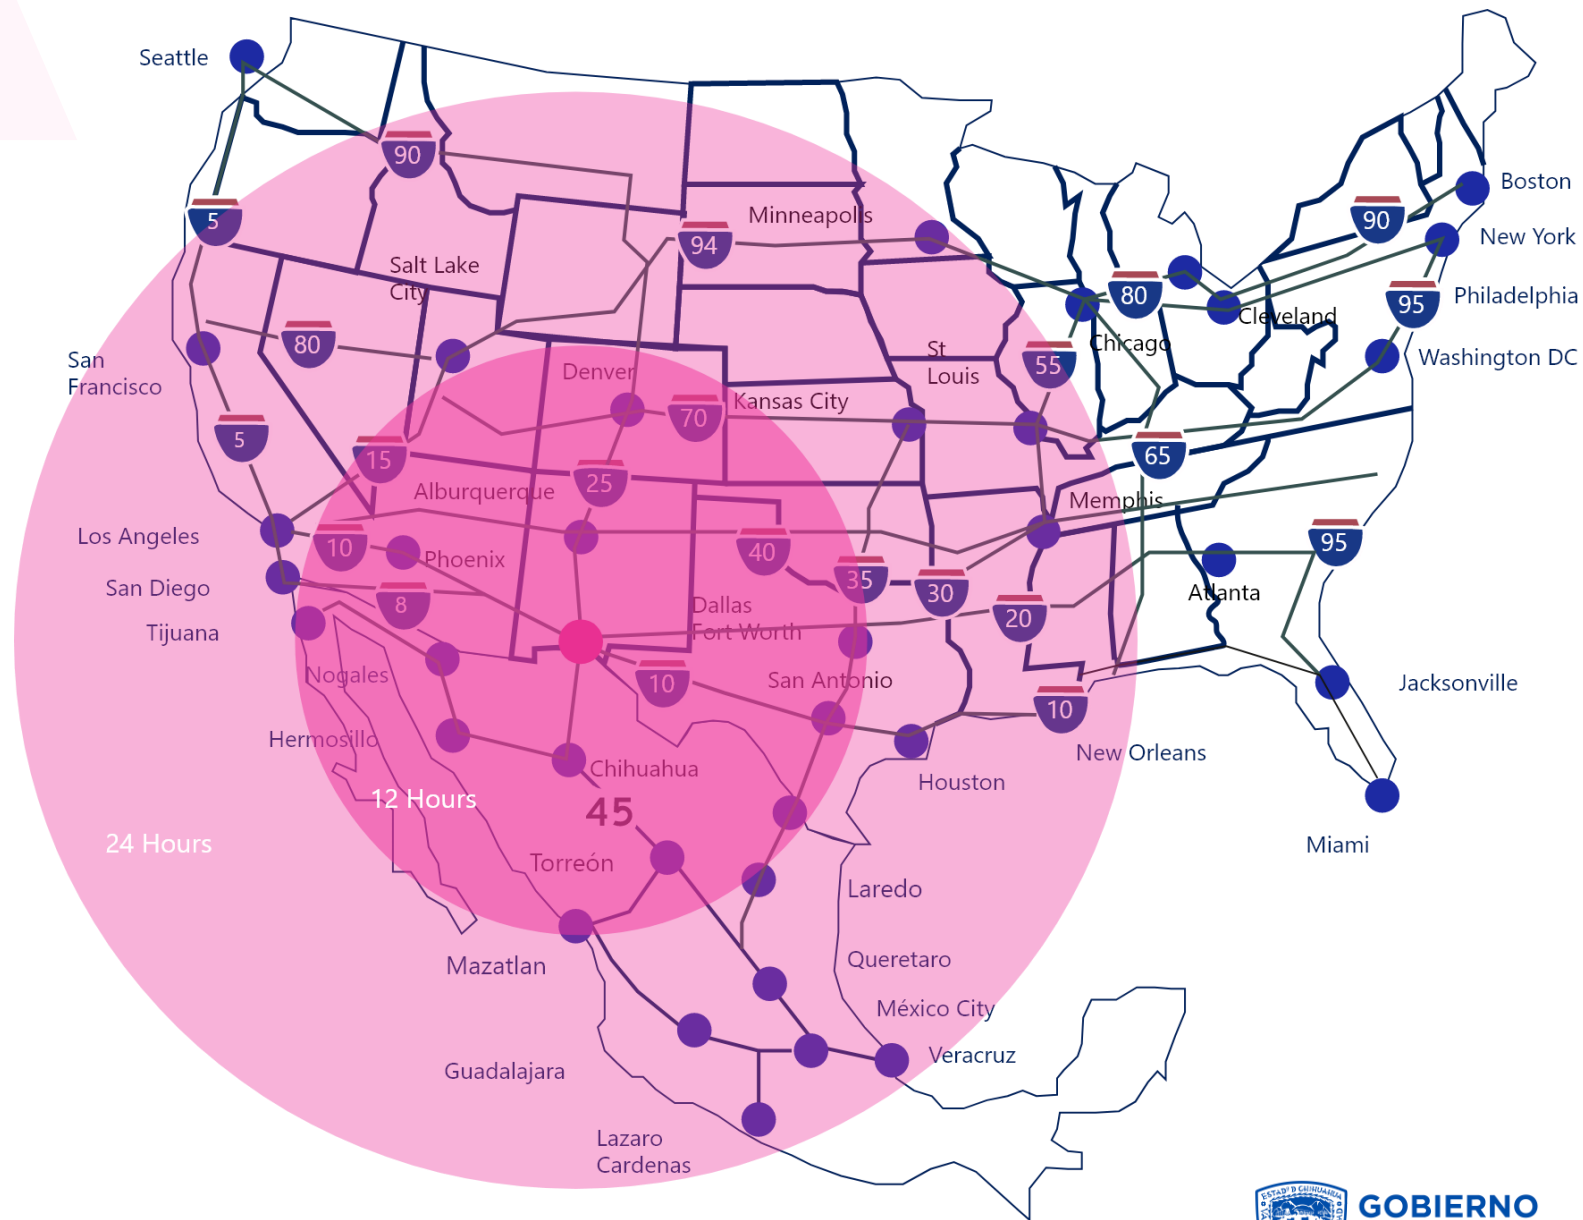 Seattle
90
Boston
5
Minneapolis
90
New York
94
Salt Lake
City
80
95
Philadelphia
Cleveland
80
Chicago
San
Francisco
St
Louis
55
Washington DC
Denver
Kansas City
70
5
15
65
25
Alburquerque
Memphis
Los Angeles
10
Phoenix
40
95
San Diego
8
35
30
Atlanta
Tijuana
Dallas
Fort Worth
20
Nogales
10
San Antonio
Jacksonville
10
Hermosillo
New Orleans
Chihuahua
Houston
12 Hours
45
24 Hours
Miami
Torreón
Laredo
Mazatlan
Queretaro
México City
Veracruz
Guadalajara
Lazaro
Cardenas
GOBIERNO